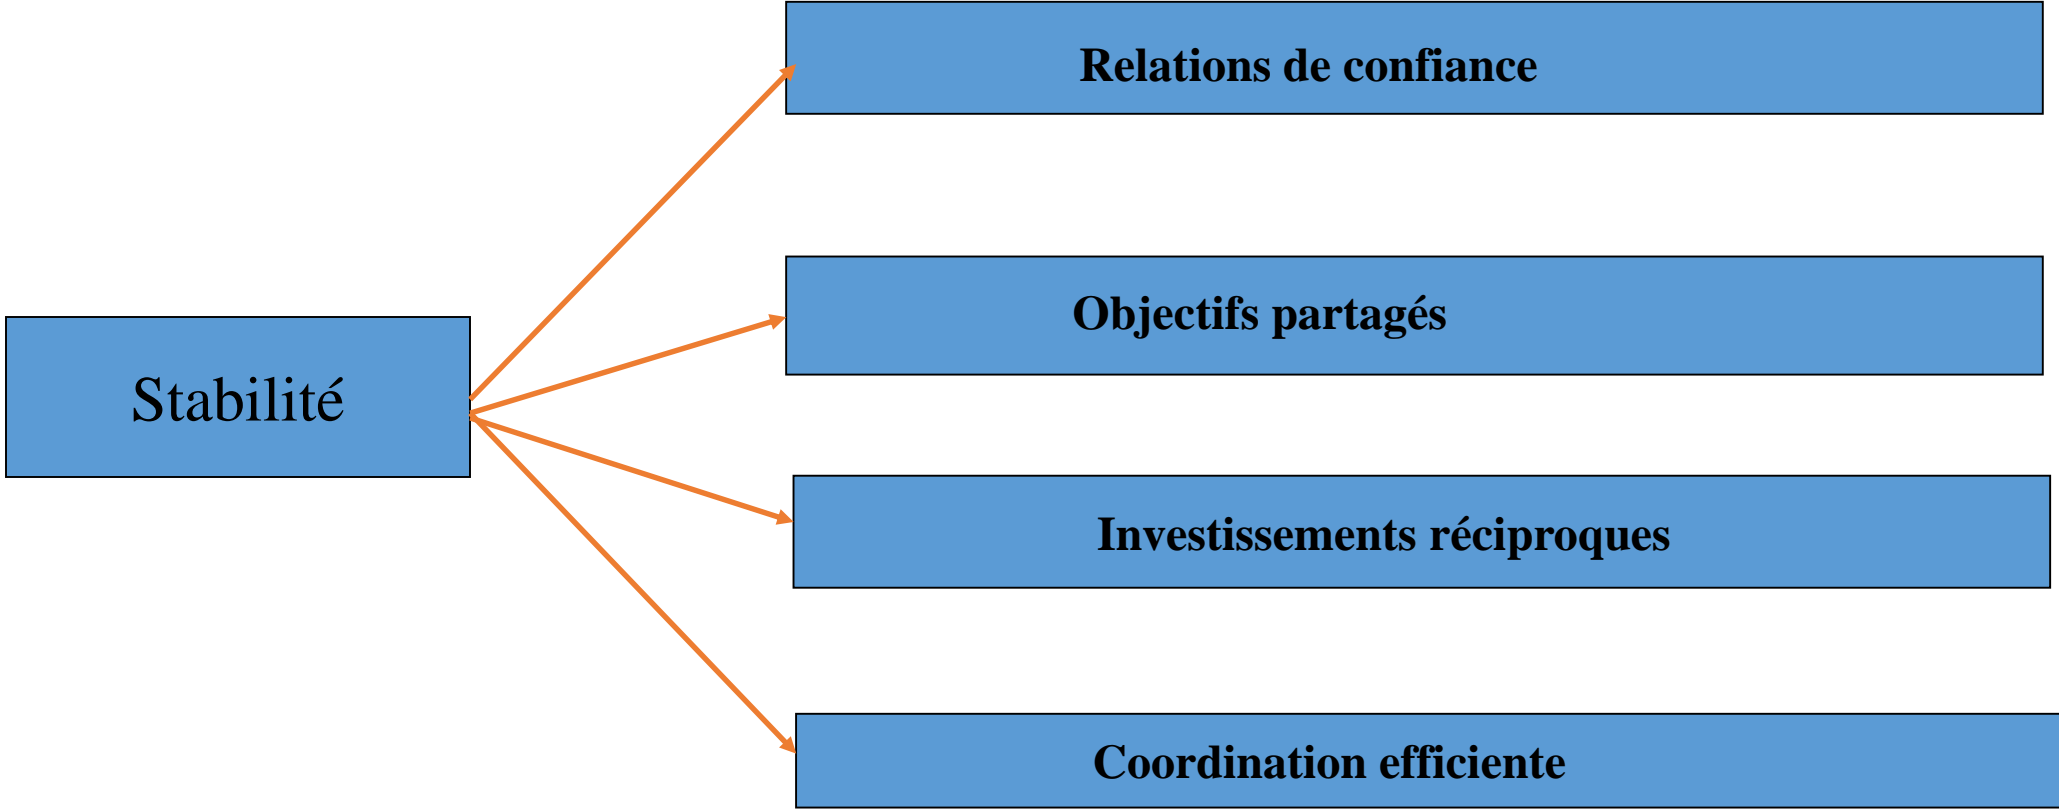 Relations de confiance
Objectifs partagés
Stabilité
Investissements réciproques
Coordination efficiente